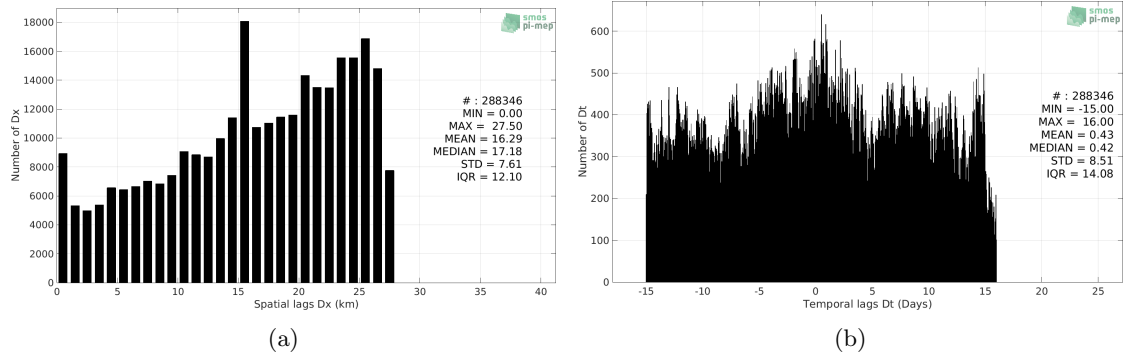 18000
16000
14000
12000
10000
8000
6000
4000
2000
0
Number of Dx
0 5 10 15 20 25 30 35 40
Spatial lags Dx (km)
smos
pi-mep
# : 288346
MIN = 0.00
MAX = 27.50
MEAN = 16.29
MEDIAN = 17.18
STD = 7.61
IQR = 12.10
(a)
600
500
400
300
200
100
0
Number of Dt
-15 -10 -5 0 5 10 15 20 25
Temporal lags Dt (Days)
smos
pi-mep
# : 288346
MIN = -15.00
MAX = 16.00
MEAN = 0.43
MEDIAN = 0.42
STD = 8.51
IQR = 14.08
(b)